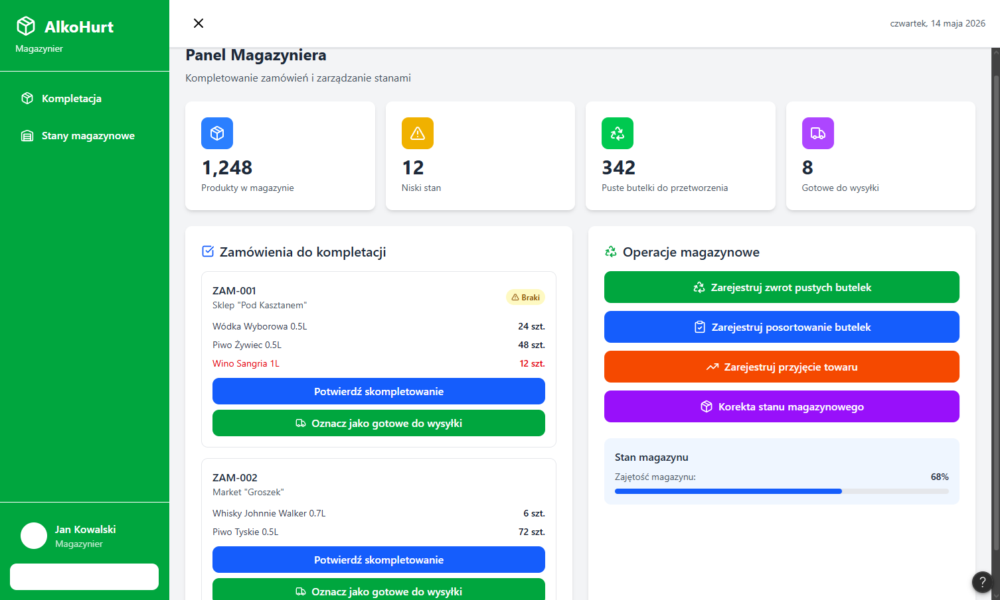 AlkoHurt
Magazynier
Kompletacja
Stany magazynowe
Jan Kowalski
Magazynier
czwartek, 14 maja 2026
Panel Magazyniera
Kompletowanie zamówień i zarządzanie stanami
1,248
Produkty w magazynie
12
Niski stan
342
Puste butelki do przetworzenia
8
Gotowe do wysyłki
Zamówienia do kompletacji
ZAM-001
Sklep "Pod Kasztanem"
Braki
Wódka Wyborowa 0.5L 24 szt.
Piwo Żywiec 0.5L 48 szt.
Wino Sangria 1L 12 szt.
Potwierdź skompletowanie
Oznacz jako gotowe do wysyłki
ZAM-002
Market "Groszek"
Whisky Johnnie Walker 0.7L 6 szt.
Piwo Tyskie 0.5L 72 szt.
Potwierdź skompletowanie
Oznacz jako gotowe do wysyłki
Operacje magazynowe
Zarejestruj zwrot pustych butelek
Zarejestruj posortowanie butelek
Zarejestruj przyjęcie towaru
Korekta stanu magazynowego
Stan magazynu
Zajętość magazynu: 68%
?